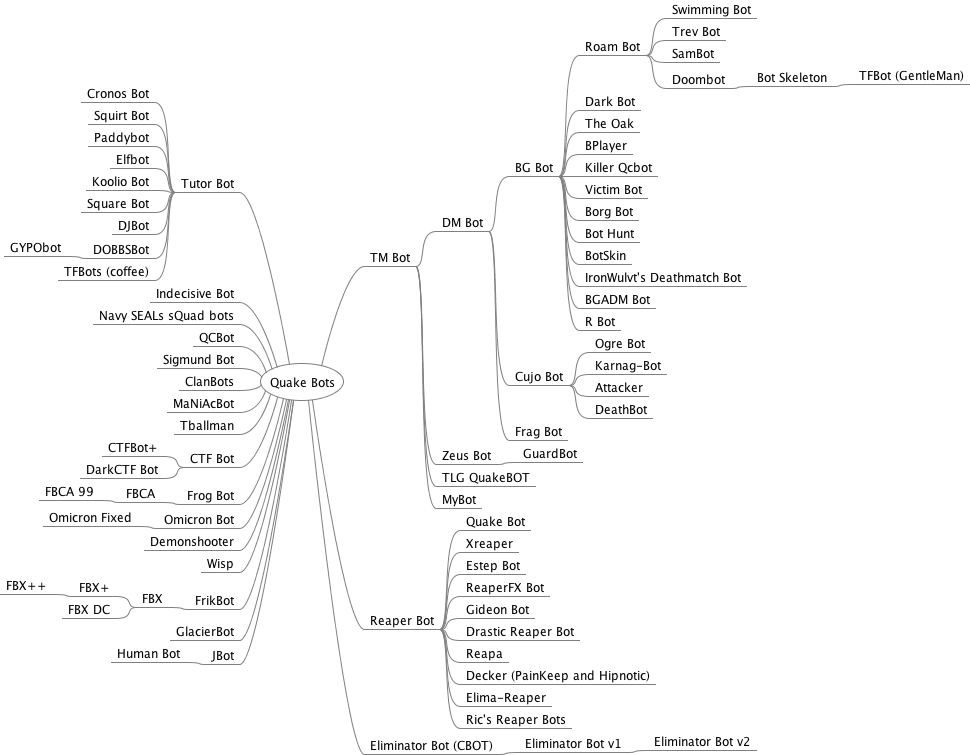 Quake Bots
Tutor Bot
Cronos Bot
Squirt Bot
Paddybot
Elfbot
Koolio Bot
Square Bot
DJBot
DOBBSBot
GYPObot
TFBots (coffee)
Indecisive Bot
Navy SEALs sQuad bots
QCBot
Sigmund Bot
ClanBots
MaNiAcBot
Tballman
CTF Bot
CTFBot+
DarkCTF Bot
Frog Bot
FBCA
FBCA 99
Omicron Bot
Omicron Fixed
Demonshooter
Wisp
FrikBot
FBX
FBX+
FBX++
FBX DC
GlacierBot
JBot
Human Bot
TM Bot
DM Bot
BG Bot
Roam Bot
Swimming Bot
Trev Bot
SamBot
Doombot
Bot Skeleton
TFBot (GentleMan)
Dark Bot
The Oak
BPlayer
Killer Qcbot
Victim Bot
Borg Bot
Bot Hunt
BotSkin
IronWulvt's Deathmatch Bot
BGADM Bot
R Bot
Cujo Bot
Ogre Bot
Karnag-Bot
Attacker
DeathBot
Frag Bot
Zeus Bot
GuardBot
TLG QuakeBOT
MyBot
Reaper Bot
Quake Bot
Xreaper
Estep Bot
ReaperFX Bot
Gideon Bot
Drastic Reaper Bot
Reapa
Decker (PainKeep and Hipnotic)
Elima-Reaper
Ric's Reaper Bots
Eliminator Bot (CBOT)
Eliminator Bot v1
Eliminator Bot v2